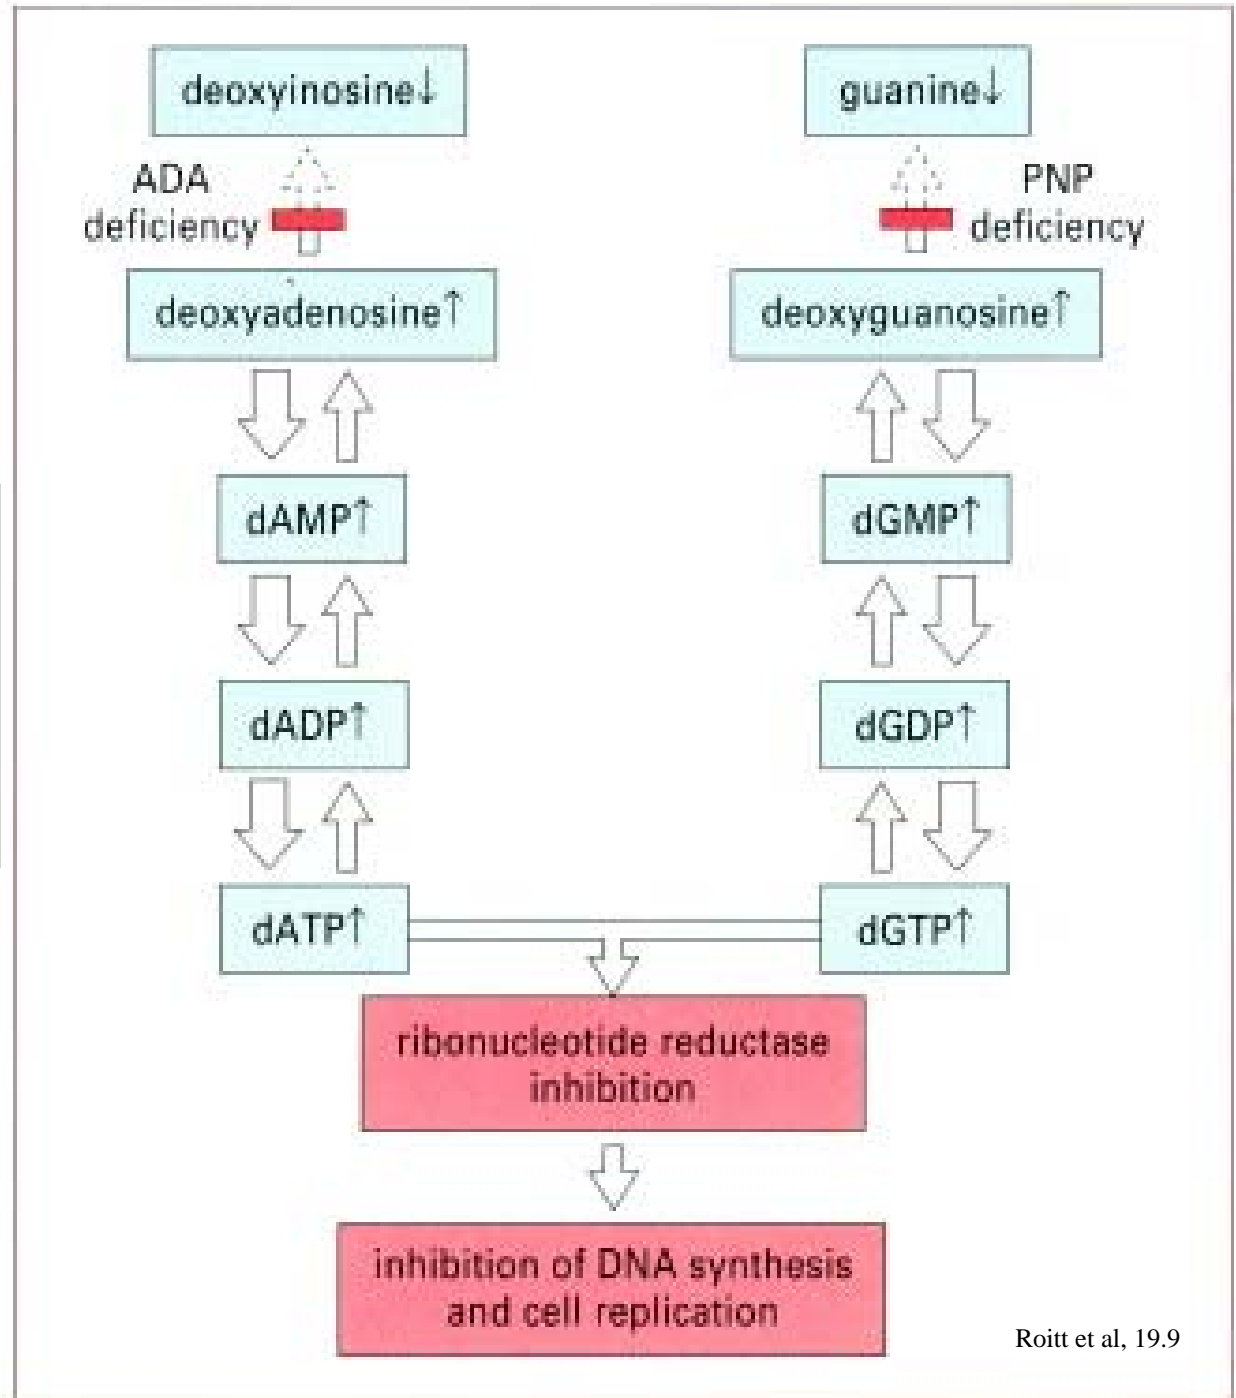 deoxyinosine↓
guanine↓
ADA
deficiency
PNP
deficiency
deoxyadenosine↑
deoxyguanosine↑
dAMP↑
dGMP↑
dADP↑
dGDP↑
dATP↑
dGTP↑
ribonucleotide reductase
inhibition
inhibition of DNA synthesis
and cell replication
Roitt et al, 19.9